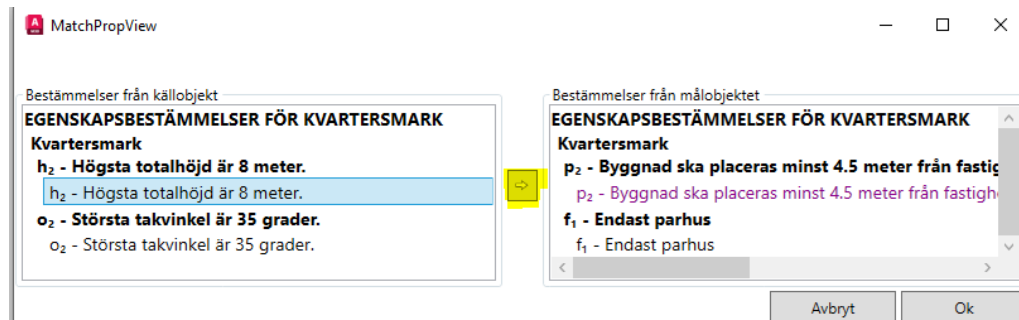 MatchPropView
Bestämmelser från källobjekt
EGENSKAPSBESTÄMMELSER FÖR KVARTERSMARK
Kvartersmark
h₂ - Högsta totalhöjd är 8 meter.
h₂ - Högsta totalhöjd är 8 meter.
o₂ - Största takvinkel är 35 grader.
o₂ - Största takvinkel är 35 grader.
Bestämmelser från målobjektet
EGENSKAPSBESTÄMMELSER FÖR KVARTERSMARK
Kvartersmark
p₂ - Byggnad ska placeras minst 4.5 meter från fastig
p₂ - Byggnad ska placeras minst 4.5 meter från fastigh
f₁ - Endast parhus
f₁ - Endast parhus
Avbryt
Ok